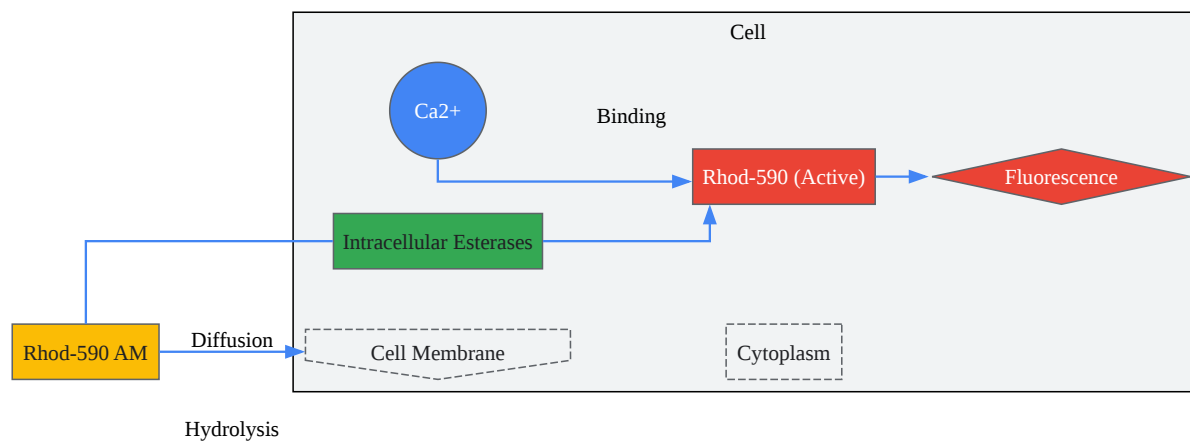 Cell
Ca2+
Binding
Rhod-590 (Active)
Fluorescence
Intracellular Esterases
Rhod-590 AM
Diffusion
Cell Membrane
Cytoplasm
Hydrolysis